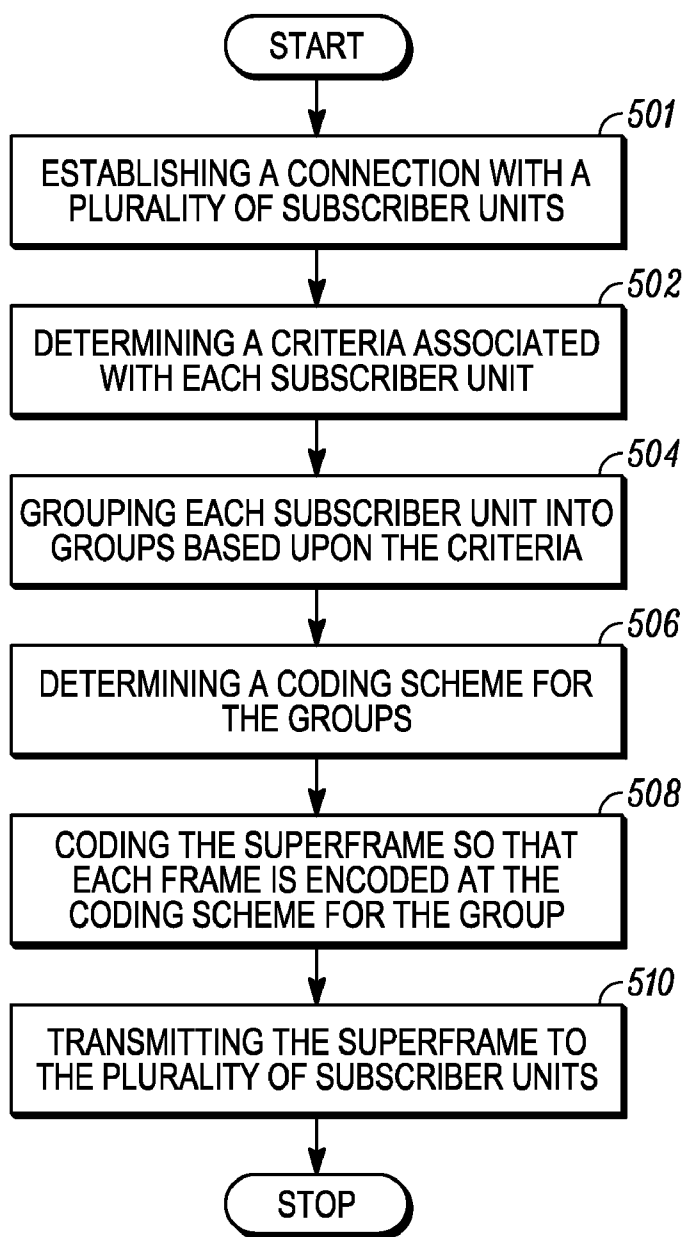 START
501
ESTABLISHING A CONNECTION WITH A
PLURALITY OF SUBSCRIBER UNITS
502
DETERMINING A CRITERIA ASSOCIATED
WITH EACH SUBSCRIBER UNIT
504
GROUPING EACH SUBSCRIBER UNIT INTO
GROUPS BASED UPON THE CRITERIA
506
DETERMINING A CODING SCHEME FOR
THE GROUPS
508
CODING THE SUPERFRAME SO THAT
EACH FRAME IS ENCODED AT THE
CODING SCHEME FOR THE GROUP
510
TRANSMITTING THE SUPERFRAME TO
THE PLURALITY OF SUBSCRIBER UNITS
STOP